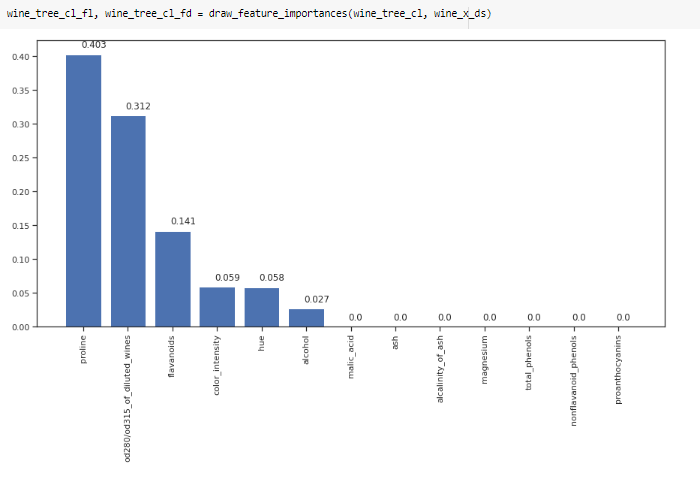 wine_tree_cl_fl, wine_tree_cl_fd = draw_feature_importances(wine_tree_cl, wine_x_ds)
0.403
0.40
0.35
0.312
0.30
0.25
0.20
0.15
0.141
0.10
0.059
0.058
0.05
0.027
0.0
0.0
0.0
0.0
0.0
0.0
0.0
0.00
proline
od280/od315_of_diluted_wines
flavanoids
color_intensity
hue
alcohol
malic_acid
ash
alcalinity_of_ash
magnesium
total_phenols
nonflavanoid_phenols
proanthocyanins